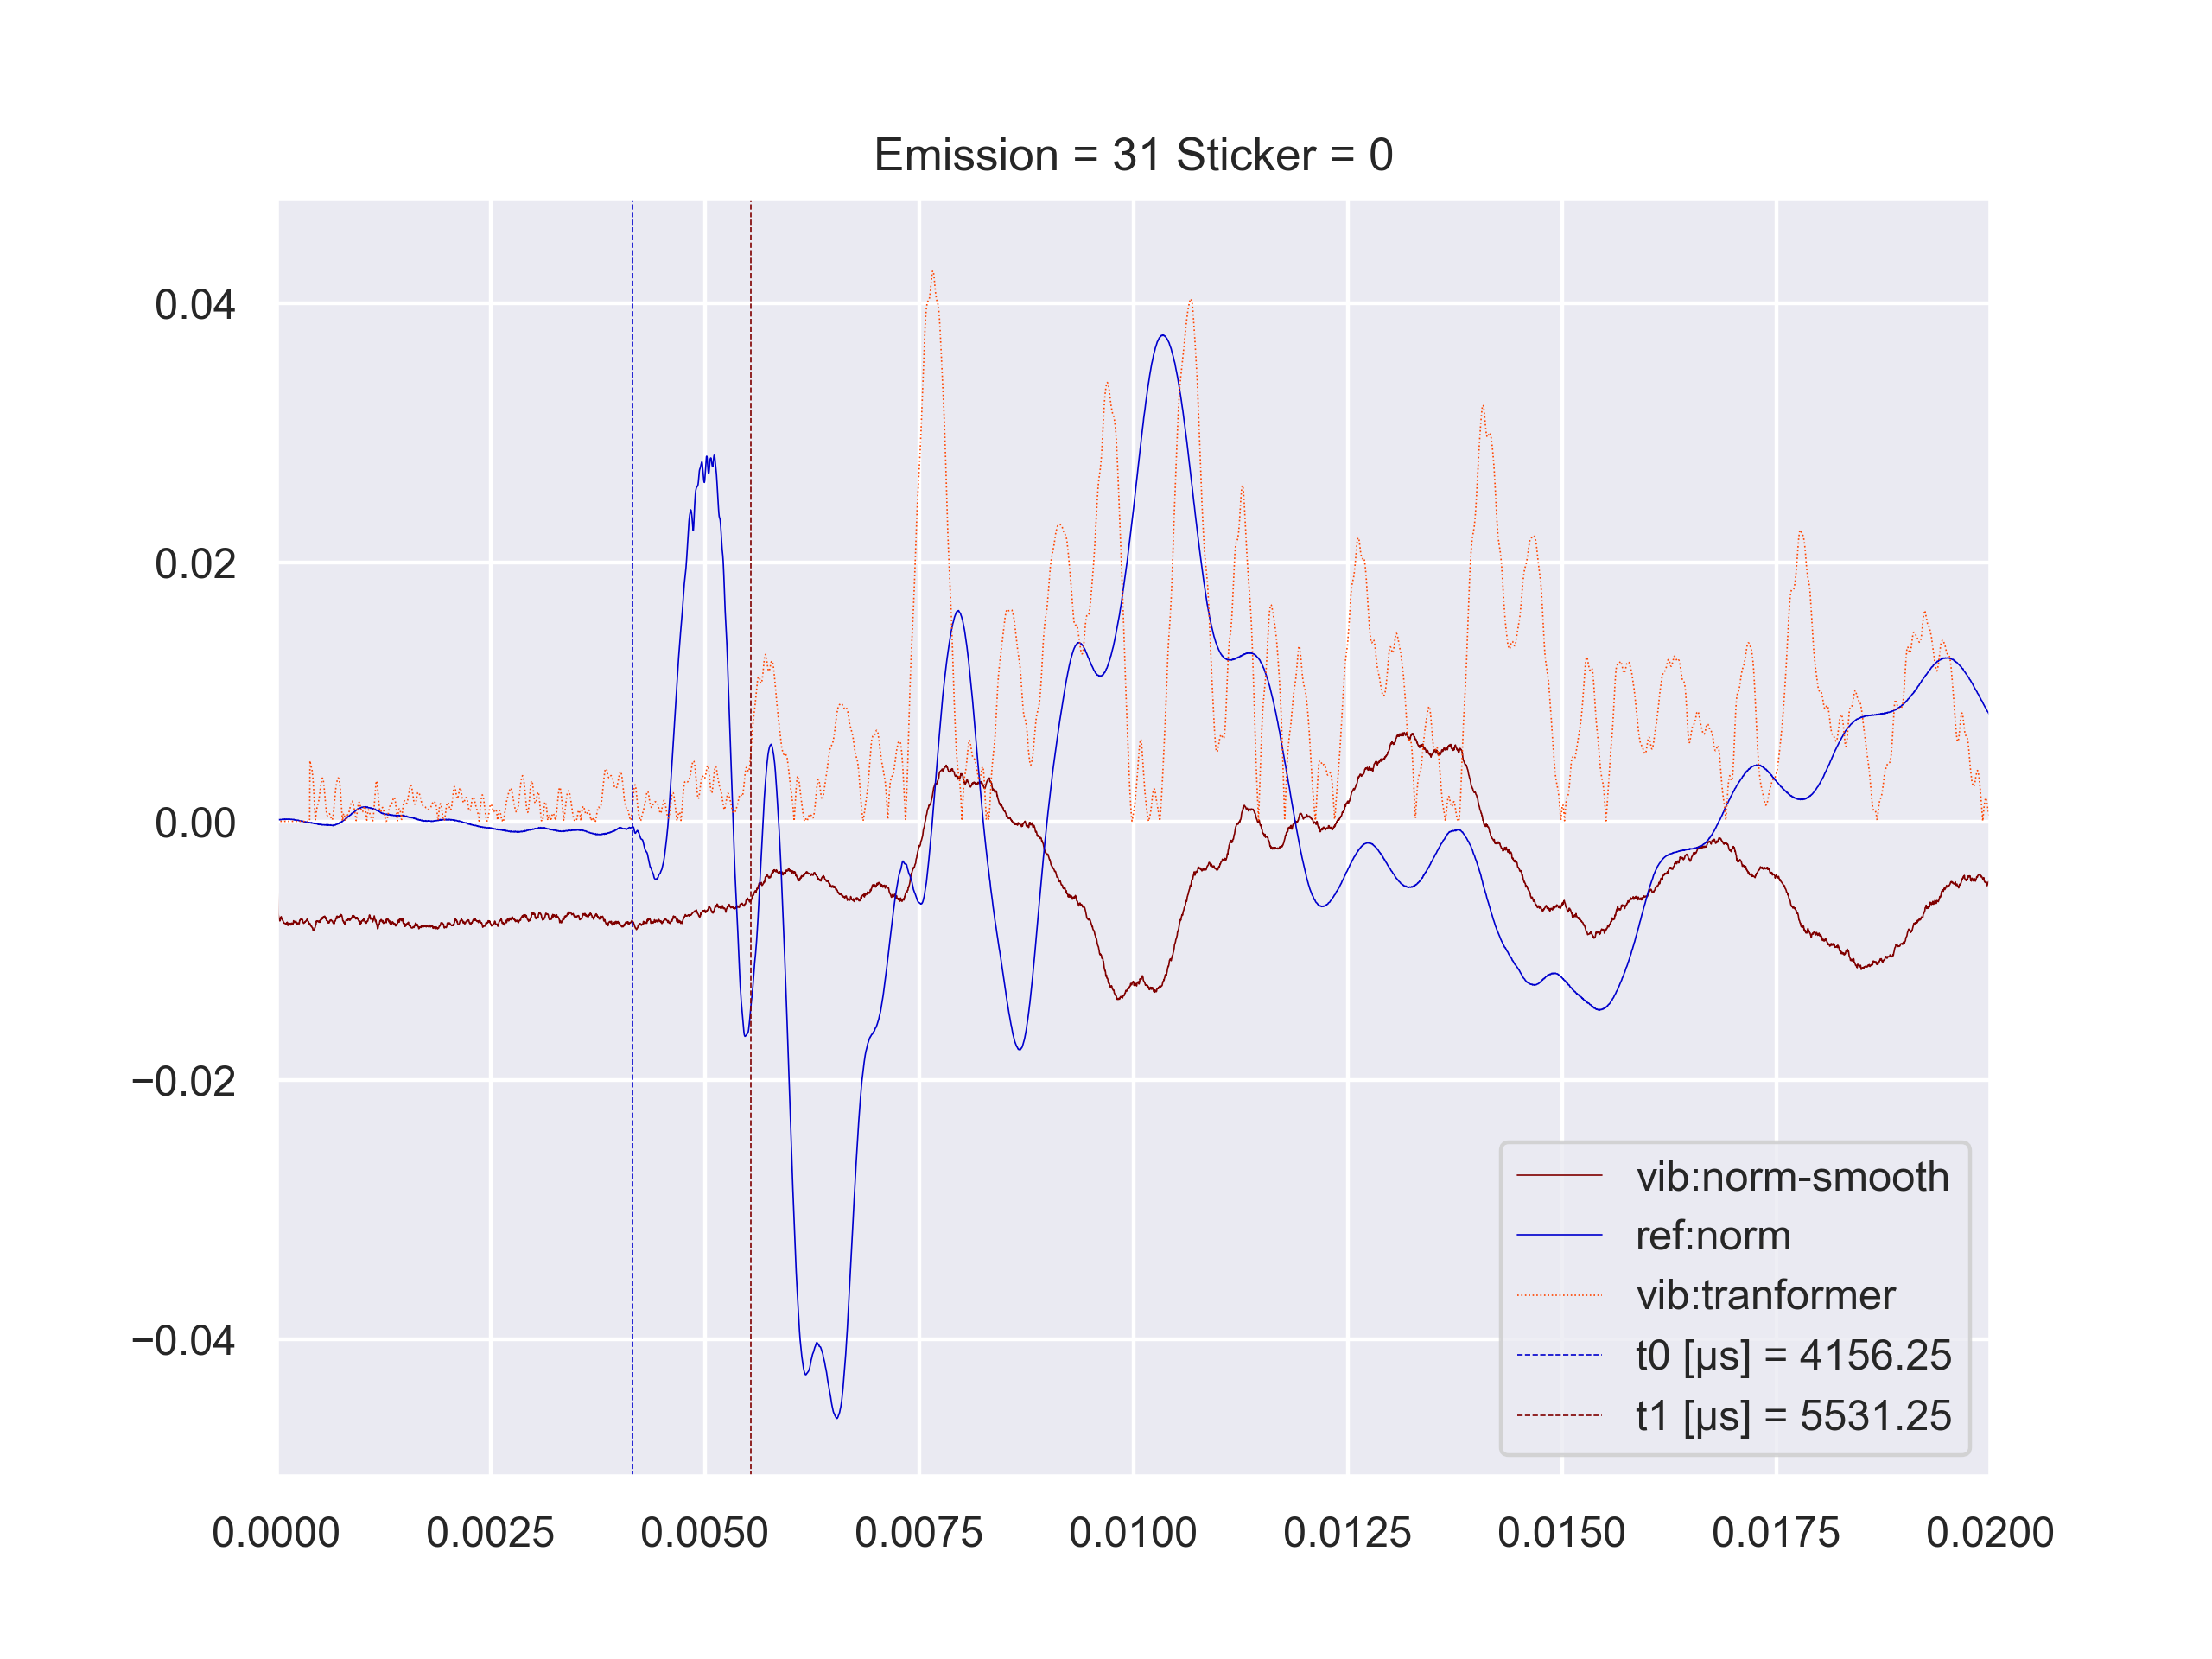 Emission = 31 Sticker = 0
0.04
0.02
0.00
−0.02
−0.04
vib:norm-smooth
ref:norm
vib:tranformer
t0 [µs] = 4156.25
t1 [µs] = 5531.25
0.0000 0.0025 0.0050 0.0075 0.0100 0.0125 0.0150 0.0175 0.0200